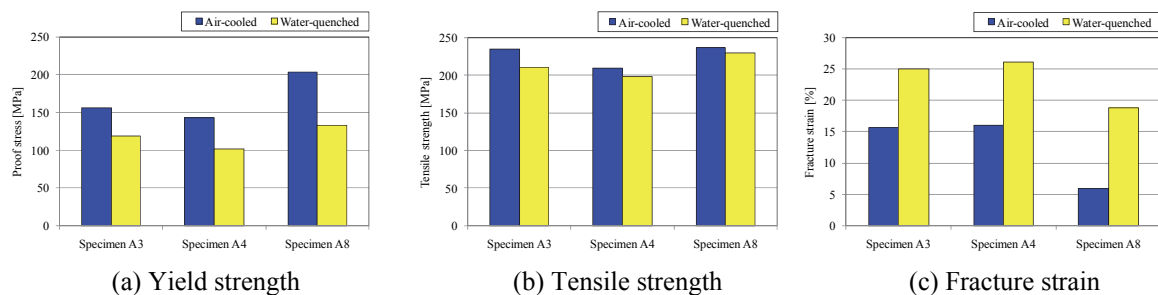 Air-cooled Water-quenched
250
200
150
100
50
0
Proof stress [MPa]
Specimen A3 Specimen A4 Specimen A8
(a) Yield strength
Air-cooled Water-quenched
250
200
150
100
50
0
Tensile strength [MPa]
Specimen A3 Specimen A4 Specimen A8
(b) Tensile strength
Air-cooled Water-quenched
30
25
20
15
10
5
0
Fracture strain [%]
Specimen A3 Specimen A4 Specimen A8
(c) Fracture strain